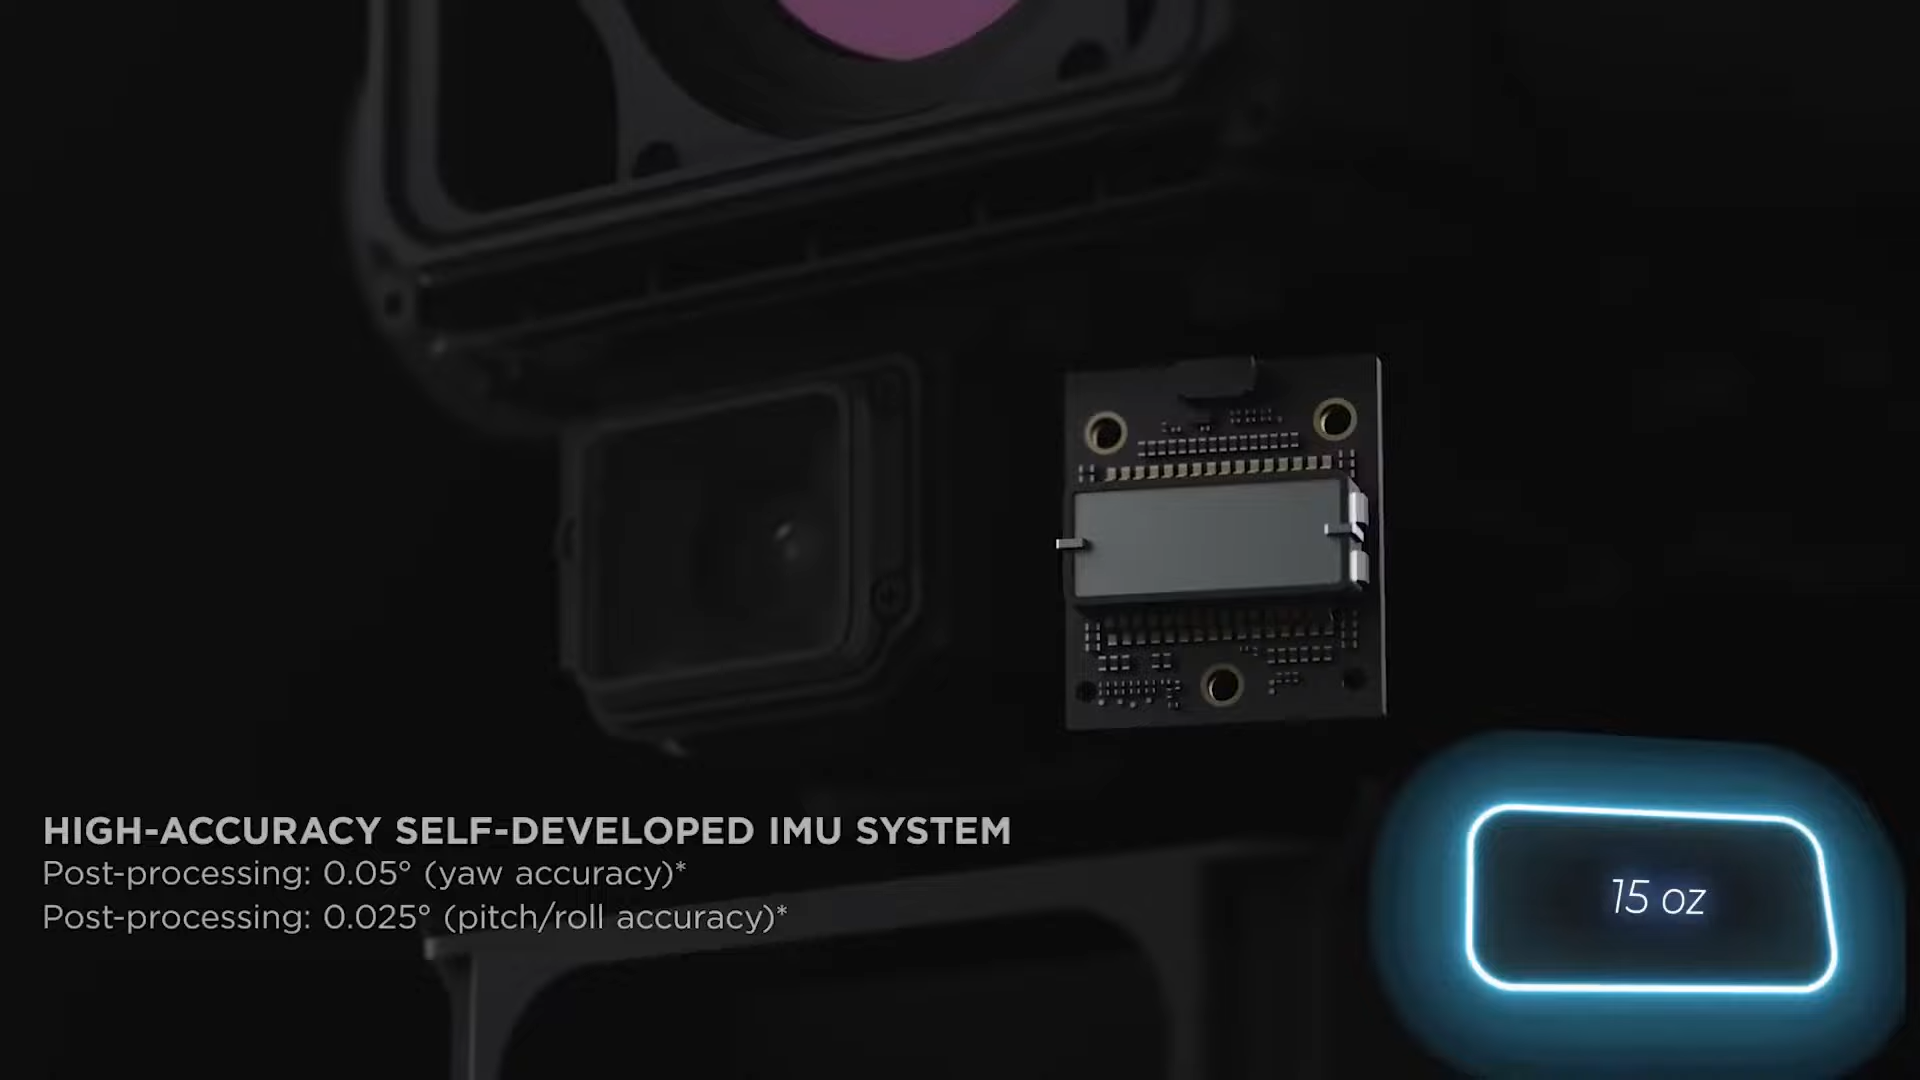 HIGH-ACCURACY SELF-DEVELOPED IMU SYSTEM
Post-processing: 0.05° (yaw accuracy)*
Post-processing: 0.025° (pitch/roll accuracy)*
15 oz